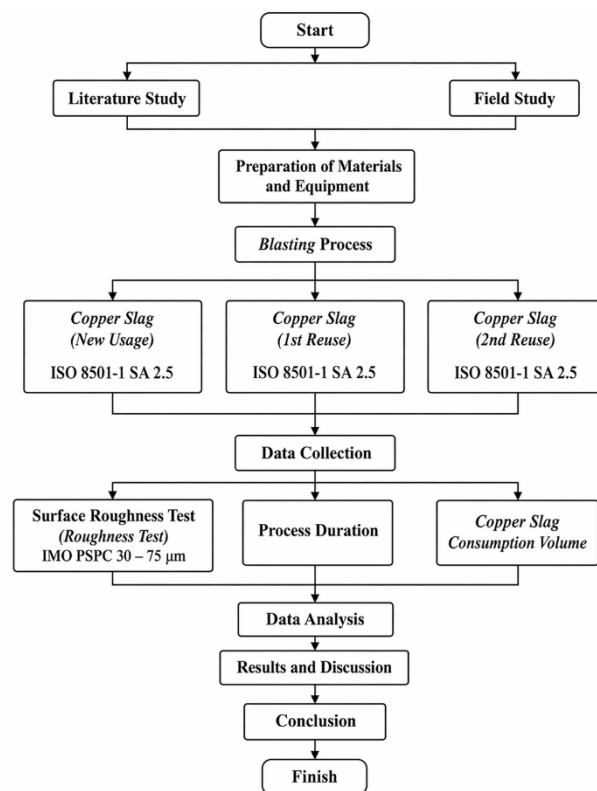 Start
Literature Study
Field Study
Preparation of Materials
and Equipment
Blasting Process
Copper Slag
(New Usage)
ISO 8501-1 SA 2.5
Copper Slag
(1st Reuse)
ISO 8501-1 SA 2.5
Copper Slag
(2nd Reuse)
ISO 8501-1 SA 2.5
Data Collection
Surface Roughness Test
(Roughness Test)
IMO PSPC 30 – 75 μm
Process Duration
Copper Slag
Consumption Volume
Data Analysis
Results and Discussion
Conclusion
Finish